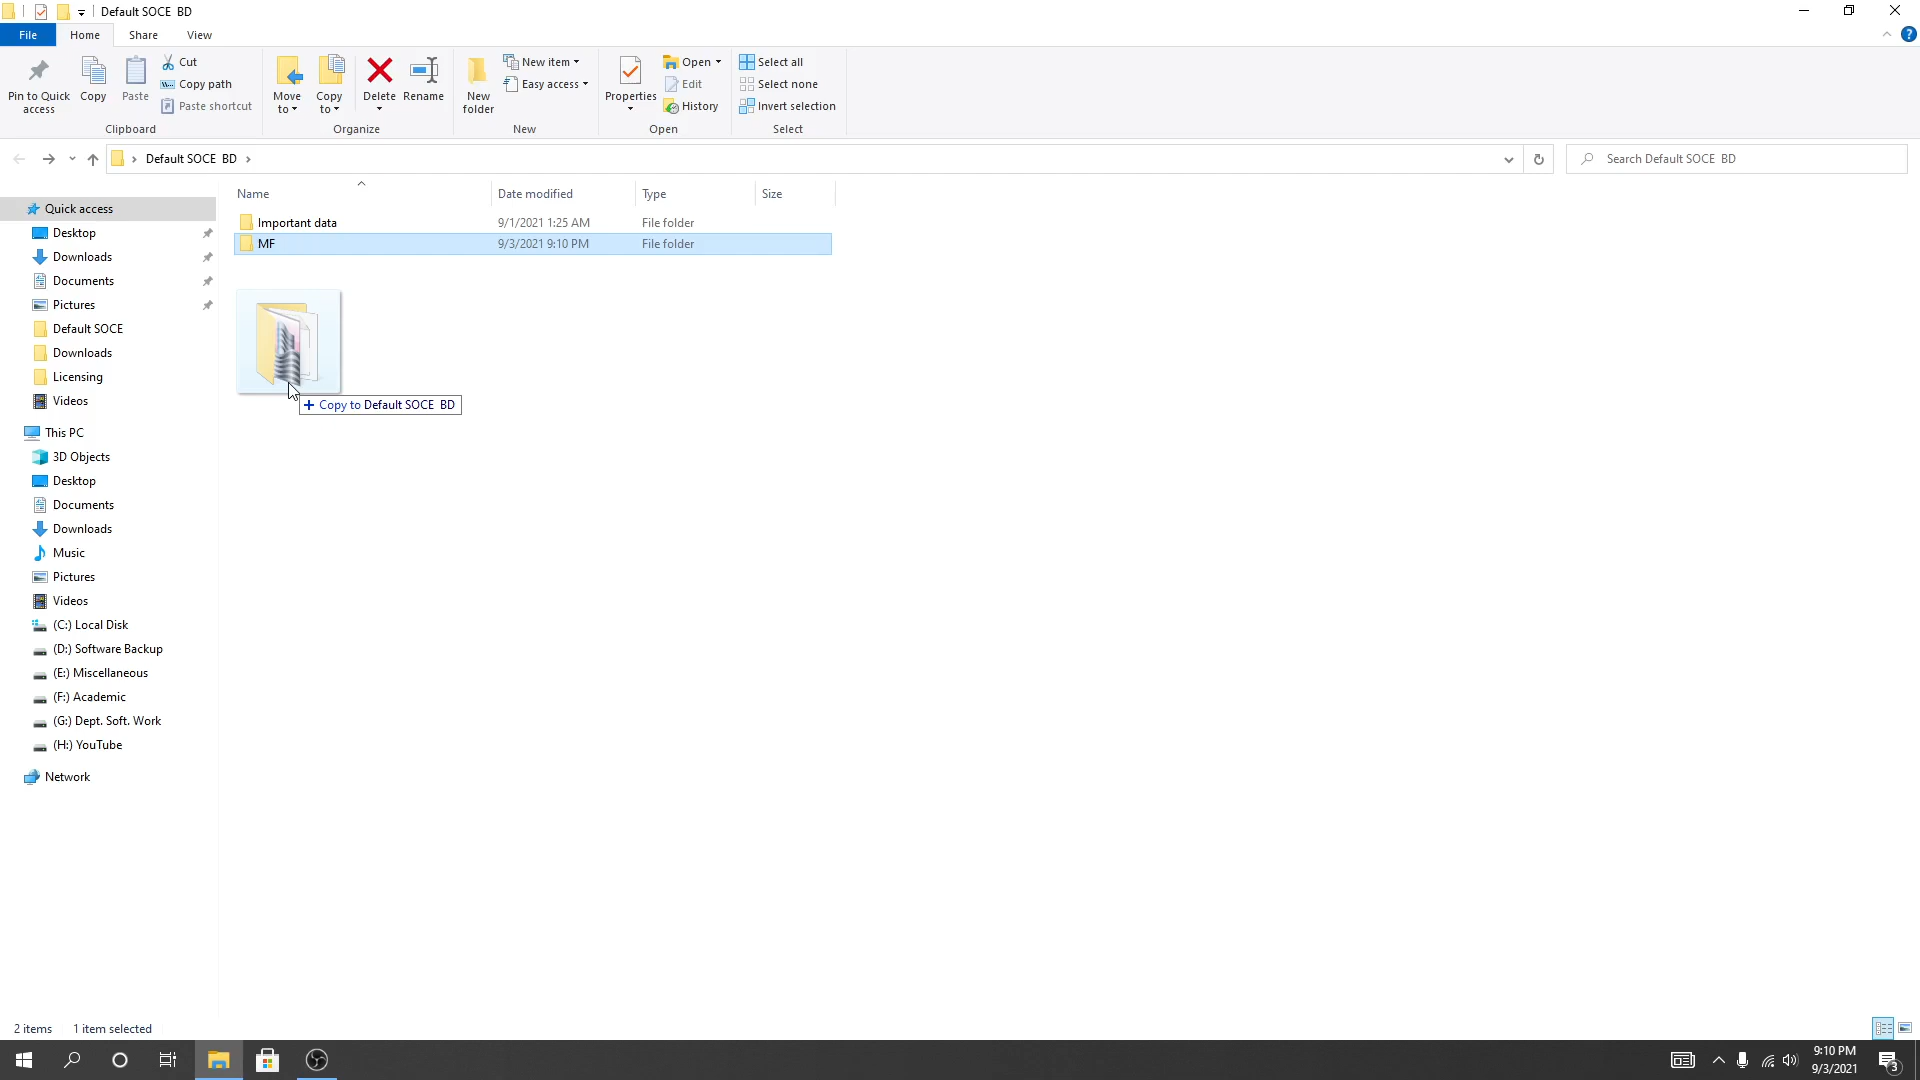 Default SOCE  BD
File
Home
Share
View
Pin to Quick access
Copy
Paste
Cut
Copy path
Paste shortcut
Move to
Copy to
Delete
Rename
New folder
New item
Easy access
Properties
Open
Edit
History
Select all
Select none
Invert selection
Clipboard
Organize
New
Open
Select
Default SOCE  BD
Search Default SOCE  BD
Name
Date modified
Type
Size
Important data 9/1/2021 1:25 AM File folder
MF 9/3/2021 9:10 PM File folder
+ Copy to Default SOCE  BD
Quick access
Desktop
Downloads
Documents
Pictures
Default SOCE
Downloads
Licensing
Videos
This PC
3D Objects
Desktop
Documents
Downloads
Music
Pictures
Videos
(C:) Local Disk
(D:) Software Backup
(E:) Miscellaneous
(F:) Academic
(G:) Dept. Soft. Work
(H:) YouTube
Network
2 items 1 item selected
9:10 PM
9/3/2021
3